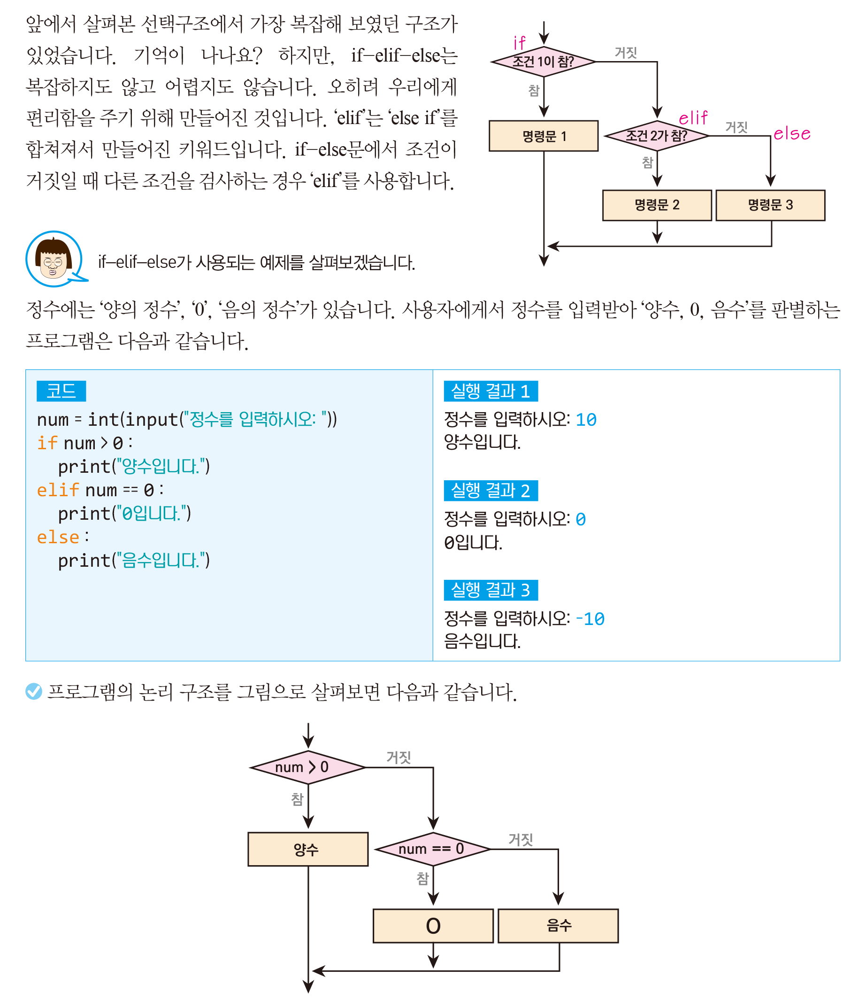 앞에서 살펴본 선택구조에서 가장 복잡해 보였던 구조가
있었습니다. 기억이 나나요? 하지만, if−elif−else는
복잡하지도 않고 어렵지도 않습니다. 오히려 우리에게
편리함을 주기 위해 만들어진 것입니다. ‘elif’는 ‘else if’를
합쳐져서 만들어진 키워드입니다. if−else문에서 조건이
거짓일 때 다른 조건을 검사하는 경우 ‘elif’를 사용합니다.
if
조건 1이 참?
거짓
참
명령문 1
elif
조건 2가 참?
거짓
else
참
명령문 2
명령문 3
if−elif−else가 사용되는 예제를 살펴보겠습니다.
정수에는 ‘양의 정수’, ‘0’, ‘음의 정수’가 있습니다. 사용자에게서 정수를 입력받아 ‘양수, 0, 음수’를 판별하는
프로그램은 다음과 같습니다.
코드
num = int(input("정수를 입력하시오: "))
if num > 0 :
    print("양수입니다.")
elif num == 0 :
    print("0입니다.")
else :
    print("음수입니다.")
실행 결과 1
정수를 입력하시오: 10
양수입니다.
실행 결과 2
정수를 입력하시오: 0
0입니다.
실행 결과 3
정수를 입력하시오: -10
음수입니다.
프로그램의 논리 구조를 그림으로 살펴보면 다음과 같습니다.
num > 0
거짓
참
양수
num == 0
거짓
참
0
음수